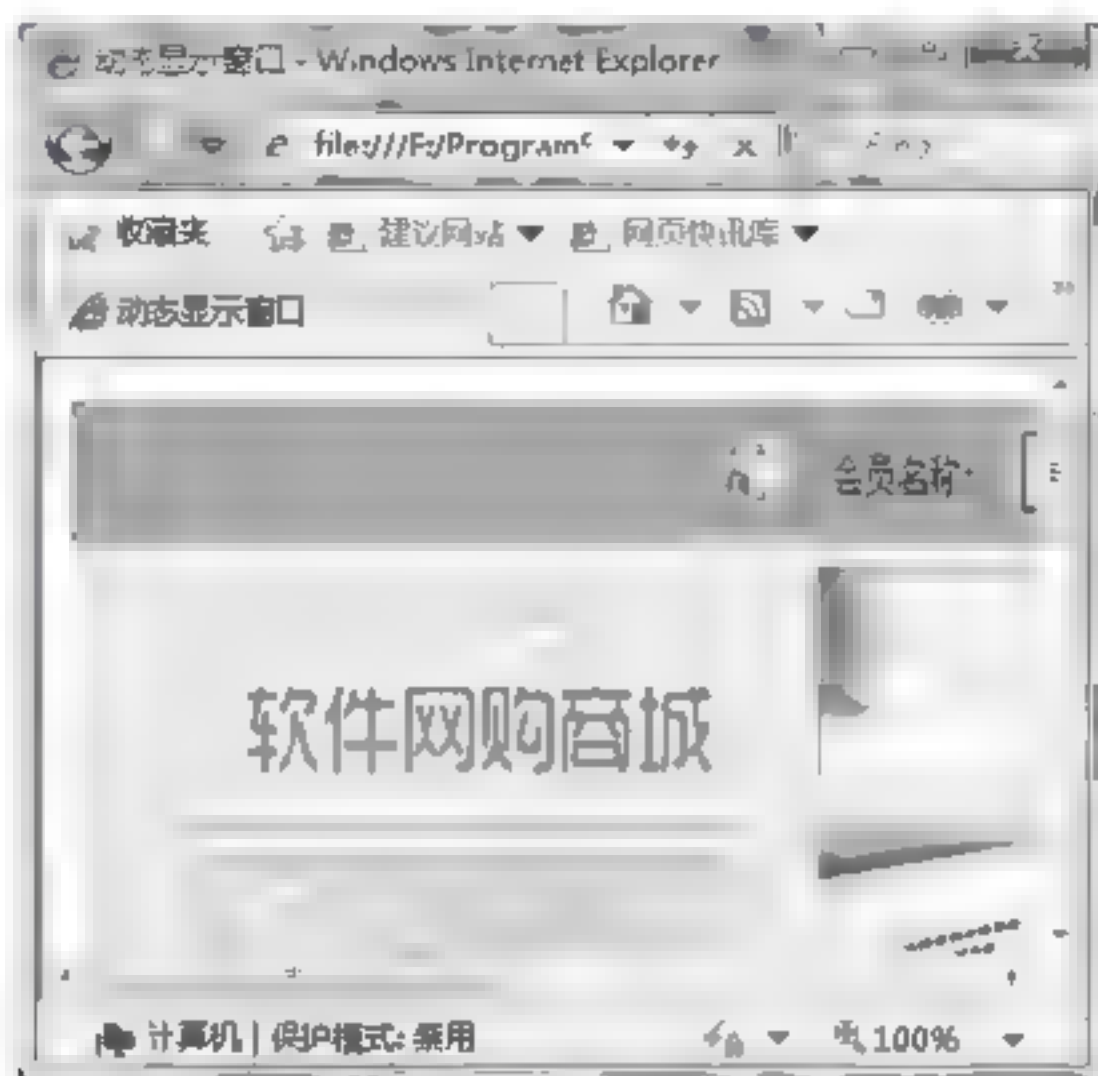 动态显示窗口 - Windows Internet Explorer
file:///F:/Program
收藏夹 建议网站 网页快讯库
动态显示窗口
会员名称:
软件网购商城
计算机 | 保护模式: 禁用 100%